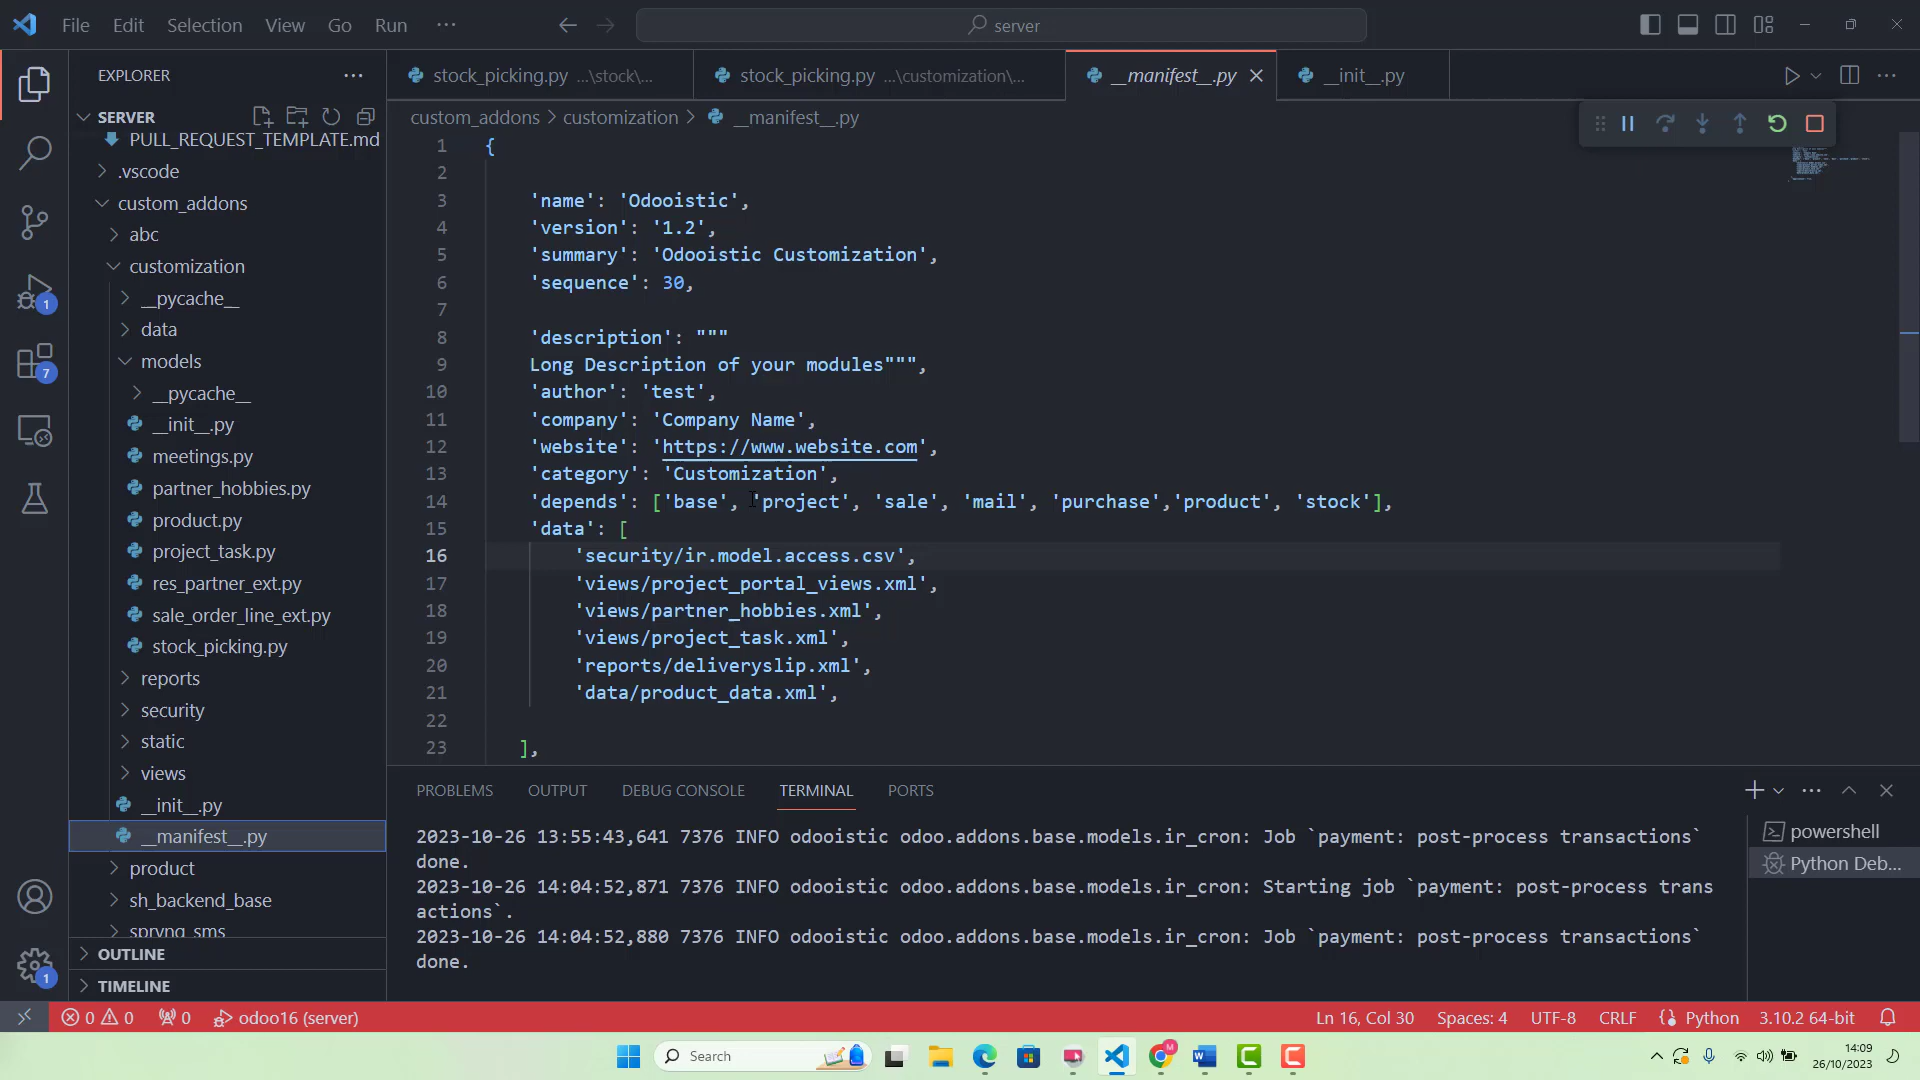 File Edit Selection View Go Run ···
server
EXPLORER
SERVER
PULL_REQUEST_TEMPLATE.md
.vscode
custom_addons
abc
customization
__pycache__
data
models
__pycache__
__init__.py
meetings.py
partner_hobbies.py
product.py
project_task.py
res_partner_ext.py
sale_order_line_ext.py
stock_picking.py
reports
security
static
views
__init__.py
__manifest__.py
product
sh_backend_base
spryng_sms
OUTLINE
TIMELINE
stock_picking.py ...\stock\...
stock_picking.py ...\customization\...
__manifest__.py
__init__.py
custom_addons > customization > __manifest__.py
1 {
2
3 'name': 'Odooistic',
4 'version': '1.2',
5 'summary': 'Odooistic Customization',
6 'sequence': 30,
7
8 'description': """
9 Long Description of your modules""",
10 'author': 'test',
11 'company': 'Company Name',
12 'website': 'https://www.website.com',
13 'category': 'Customization',
14 'depends': ['base', 'project', 'sale', 'mail', 'purchase','product', 'stock'],
15 'data': [
16 'security/ir.model.access.csv',
17 'views/project_portal_views.xml',
18 'views/partner_hobbies.xml',
19 'views/project_task.xml',
20 'reports/deliveryslip.xml',
21 'data/product_data.xml',
22
23 ],
PROBLEMS OUTPUT DEBUG CONSOLE TERMINAL PORTS
2023-10-26 13:55:43,641 7376 INFO odooistic odoo.addons.base.models.ir_cron: Job `payment: post-process transactions`
done.
2023-10-26 14:04:52,871 7376 INFO odooistic odoo.addons.base.models.ir_cron: Starting job `payment: post-process trans
actions`.
2023-10-26 14:04:52,880 7376 INFO odooistic odoo.addons.base.models.ir_cron: Job `payment: post-process transactions`
done.
powershell
Python Deb...
1
7
1
0 0 0 odoo16 (server)
Ln 16, Col 30 Spaces: 4 UTF-8 CRLF Python 3.10.2 64-bit
Search
14:09
26/10/2023